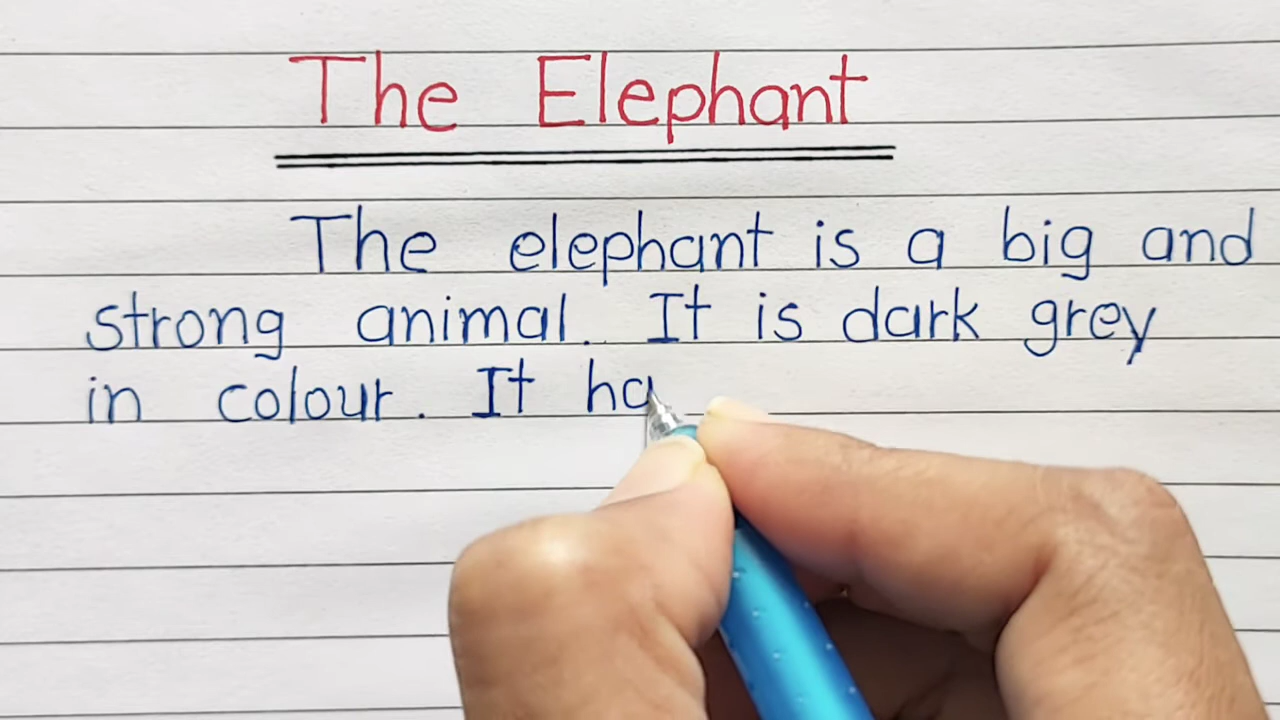 The Elephant
The elephant is a big and
strong animal. It is dark grey
in colour. It ha